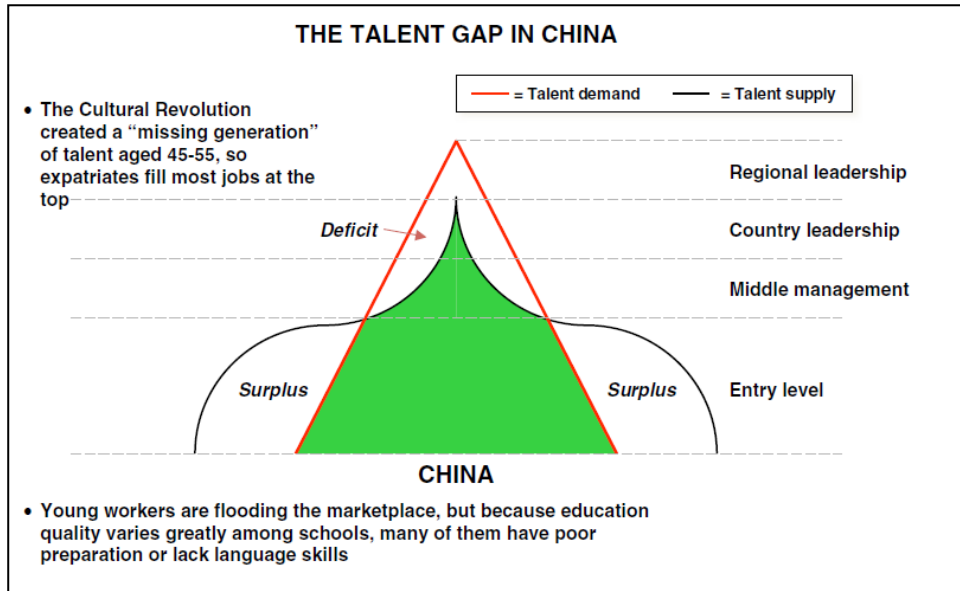 THE TALENT GAP IN CHINA
= Talent demand = Talent supply
• The Cultural Revolution
created a “missing generation”
of talent aged 45-55, so
expatriates fill most jobs at the
top
Regional leadership
Deficit
Country leadership
Middle management
Surplus
Surplus
Entry level
CHINA
• Young workers are flooding the marketplace, but because education
quality varies greatly among schools, many of them have poor
preparation or lack language skills